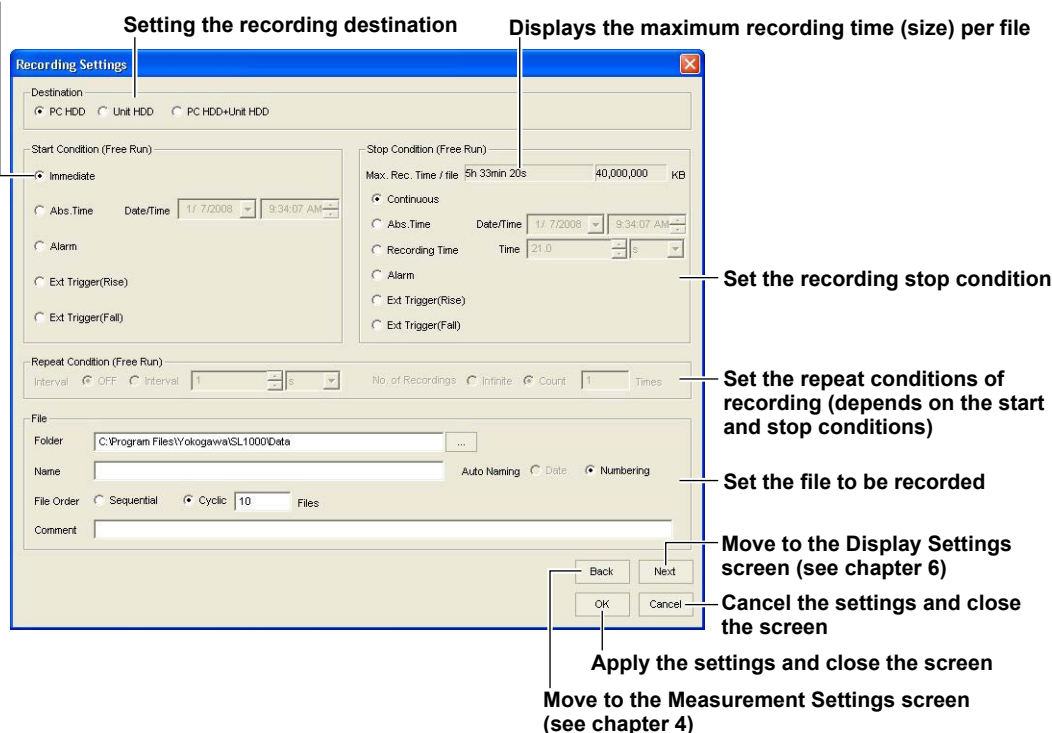 Setting the recording destination
Displays the maximum recording time (size) per file
Recording Settings
Destination
PC HDD Unit HDD PC HDD+Unit HDD
Start Condition (Free Run)
Immediate
Abs.Time Date/Time 1/ 7/2008 9:34:07 AM
Alarm
Ext Trigger(Rise)
Ext Trigger(Fall)
Stop Condition (Free Run)
Max. Rec. Time / file 5h 33min 20s 40,000,000 KB
Continuous
Abs.Time Date/Time 1/ 7/2008 9:34:07 AM
Recording Time Time 21.0 s
Alarm
Ext Trigger(Rise)
Ext Trigger(Fall)
Set the recording stop condition
Repeat Condition (Free Run)
Interval OFF Interval 1 s No. of Recordings Infinite Count 1 Times
Set the repeat conditions of
recording (depends on the start
and stop conditions)
File
Folder C:\Program Files\Yokogawa\SL1000\Data ...
Name Auto Naming Date Numbering
File Order Sequential Cyclic 10 Files
Comment
Set the file to be recorded
Back Next
OK Cancel
Move to the Display Settings
screen (see chapter 6)
Cancel the settings and close
the screen
Apply the settings and close the screen
Move to the Measurement Settings screen
(see chapter 4)